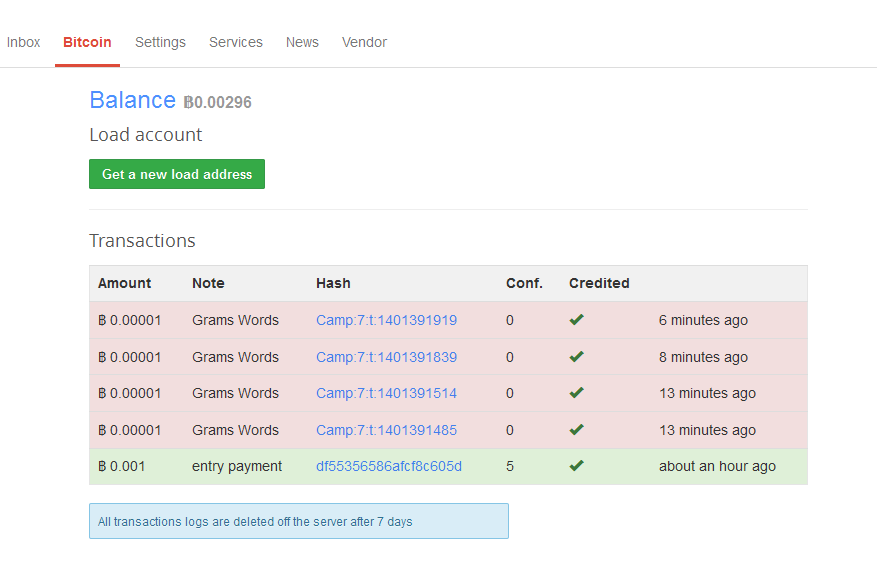 Inbox Bitcoin Settings Services News Vendor
Balance ฿0.00296
Load account
Get a new load address
Transactions
Amount Note Hash Conf. Credited
฿ 0.00001 Grams Words Camp:7:t:1401391919 0 ✔ 6 minutes ago
฿ 0.00001 Grams Words Camp:7:t:1401391839 0 ✔ 8 minutes ago
฿ 0.00001 Grams Words Camp:7:t:1401391514 0 ✔ 13 minutes ago
฿ 0.00001 Grams Words Camp:7:t:1401391485 0 ✔ 13 minutes ago
฿ 0.001 entry payment df55356586afcf8c605d 5 ✔ about an hour ago
All transactions logs are deleted off the server after 7 days